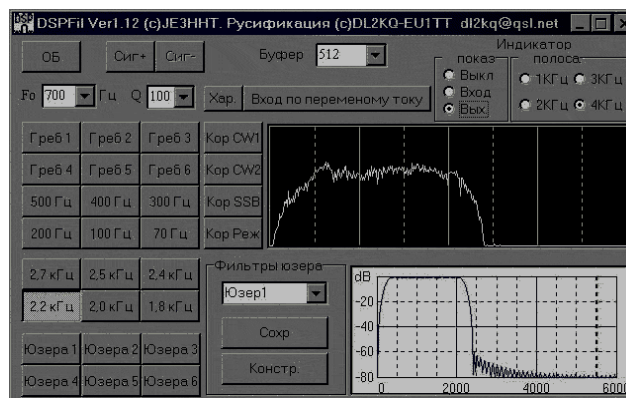 DSPFil Ver1.12 (c)JE3HHT. Русификация (c)DL2KQ-EU1TT dl2kq@qsl.net
ОБ Сиг+ Сиг- Буфер 512
Fo 700 Гц Q 100 Хар. Вход по переменому току
Индикатор
показ полоса
Выкл 1КГц 3КГц
Вход
Вых. 2КГц 4КГц
Греб1 Греб 2 Греб 3 Кор CW1
Греб 4 Греб 5 Греб 6 Кор CW2
500 Гц 400 Гц 300 Гц Кор SSB
200 Гц 100 Гц 70 Гц Кор Реж
2,7 кГц 2,5 кГц 2,4 кГц
2,2 кГц 2,0 кГц 1,8 кГц
Юзера 1 Юзера 2 Юзера 3
Юзера 4 Юзера 5 Юзера 6
Фильтры юзера
Юзер1
Сохр
Констр.
dB
-20
-40
-60
-80
0 2000 4000 6000